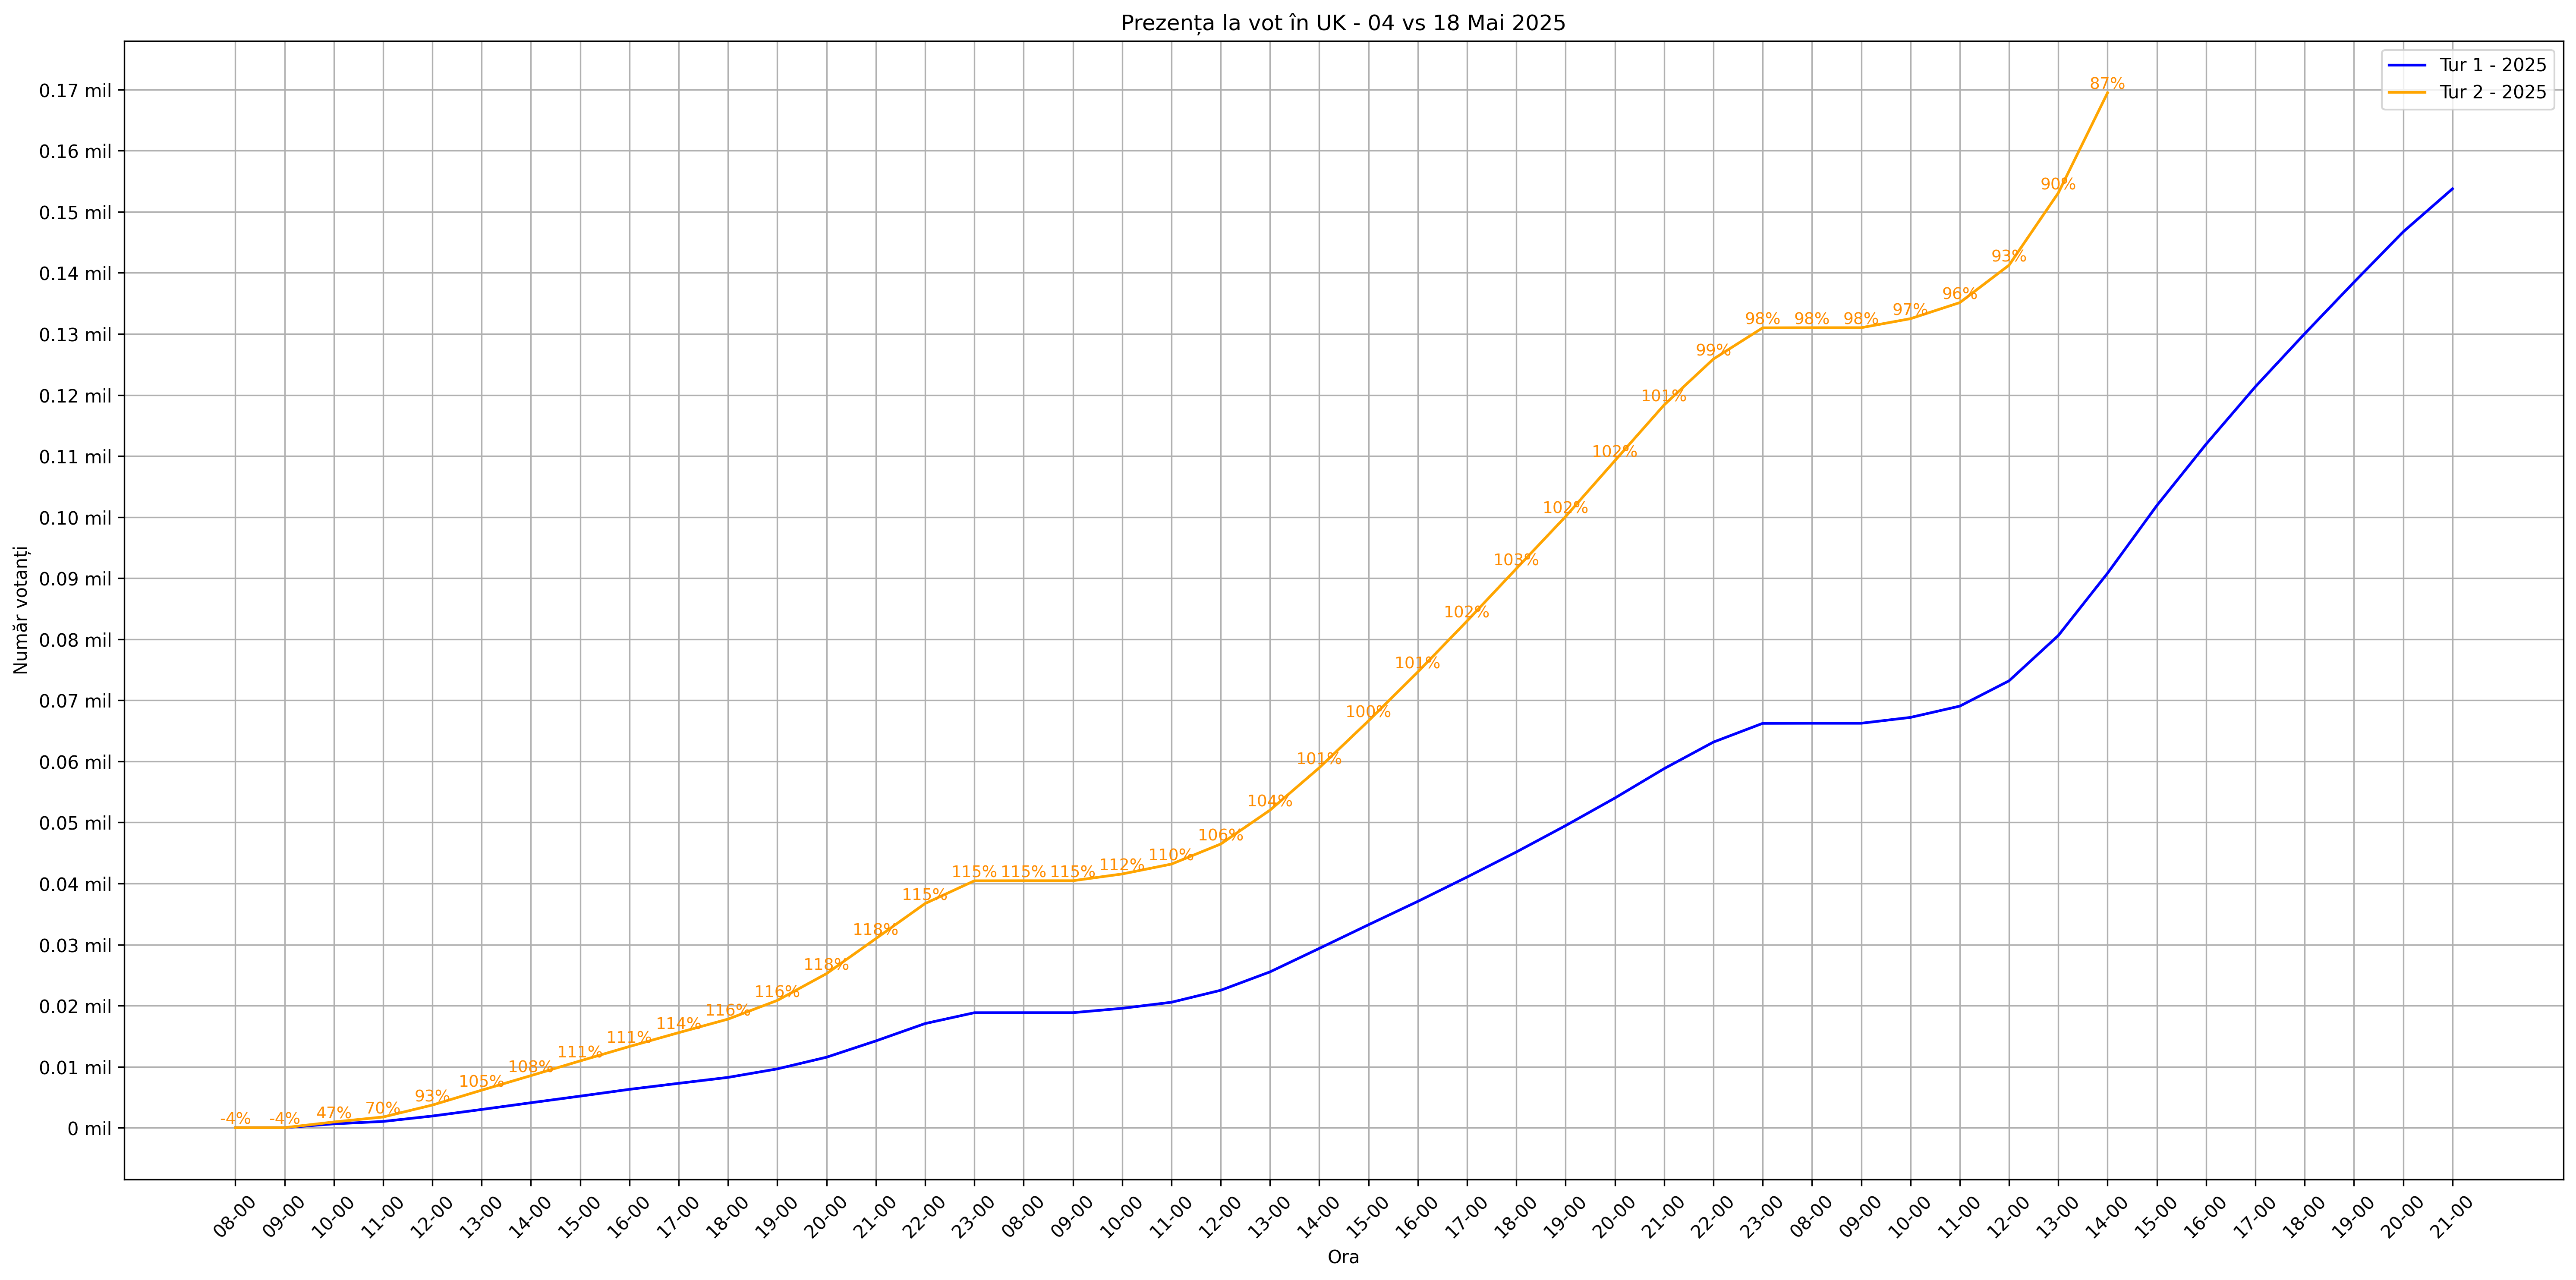 Prezența la vot în UK - 04 vs 18 Mai 2025
Tur 1 - 2025
Tur 2 - 2025
Număr votanți
0.17 mil
0.16 mil
0.15 mil
0.14 mil
0.13 mil
0.12 mil
0.11 mil
0.10 mil
0.09 mil
0.08 mil
0.07 mil
0.06 mil
0.05 mil
0.04 mil
0.03 mil
0.02 mil
0.01 mil
0 mil
-4% -4% 47% 70% 93% 105% 108% 111% 111% 114% 116% 116% 118% 118% 115% 115% 115% 115% 112% 110% 106% 104% 101% 100% 101% 102% 103% 102% 102% 101% 99% 98% 98% 98% 97% 96% 93% 90% 87%
08-00 09-00 10-00 11-00 12-00 13-00 14-00 15-00 16-00 17-00 18-00 19-00 20-00 21-00 22-00 23-00 08-00 09-00 10-00 11-00 12-00 13-00 14-00 15-00 16-00 17-00 18-00 19-00 20-00 21-00 22-00 23-00 08-00 09-00 10-00 11-00 12-00 13-00 14-00 15-00 16-00 17-00 18-00 19-00 20-00 21-00
Ora